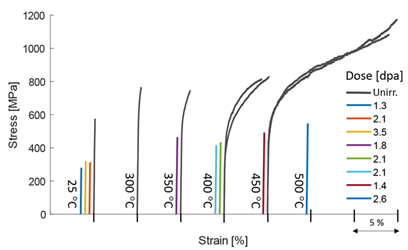 1200
1000
800
600
400
200
0
Stress [MPa]
25 °C
300 °C
350 °C
400 °C
450 °C
500 °C
Dose [dpa]
Unirr.
1.3
2.1
3.5
1.8
2.1
2.1
1.4
2.6
5 %
Strain [%]